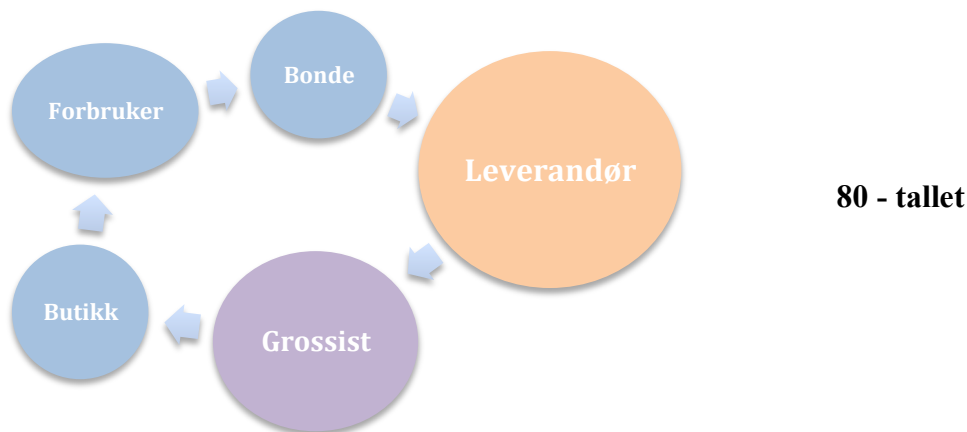 Bonde
Forbruker
Leverandør
80 - tallet
Butikk
Grossist